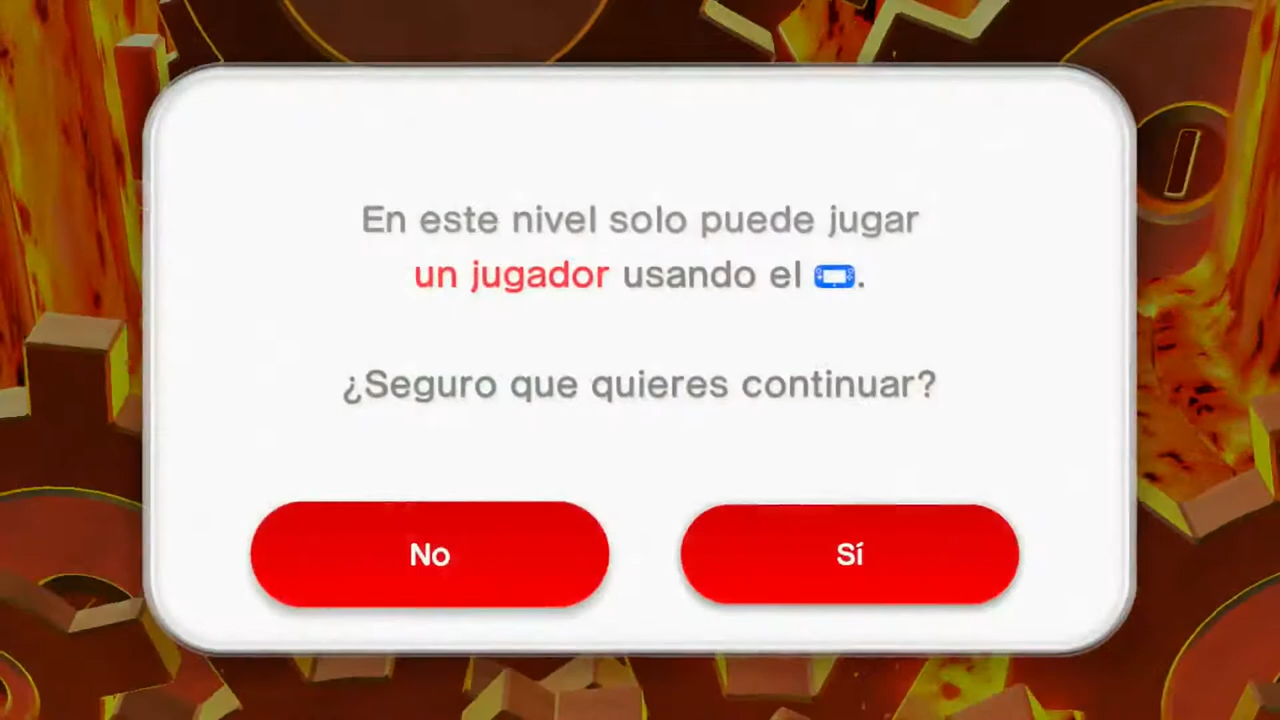 En este nivel solo puede jugar
un jugador usando el .
¿Seguro que quieres continuar?
No
Sí